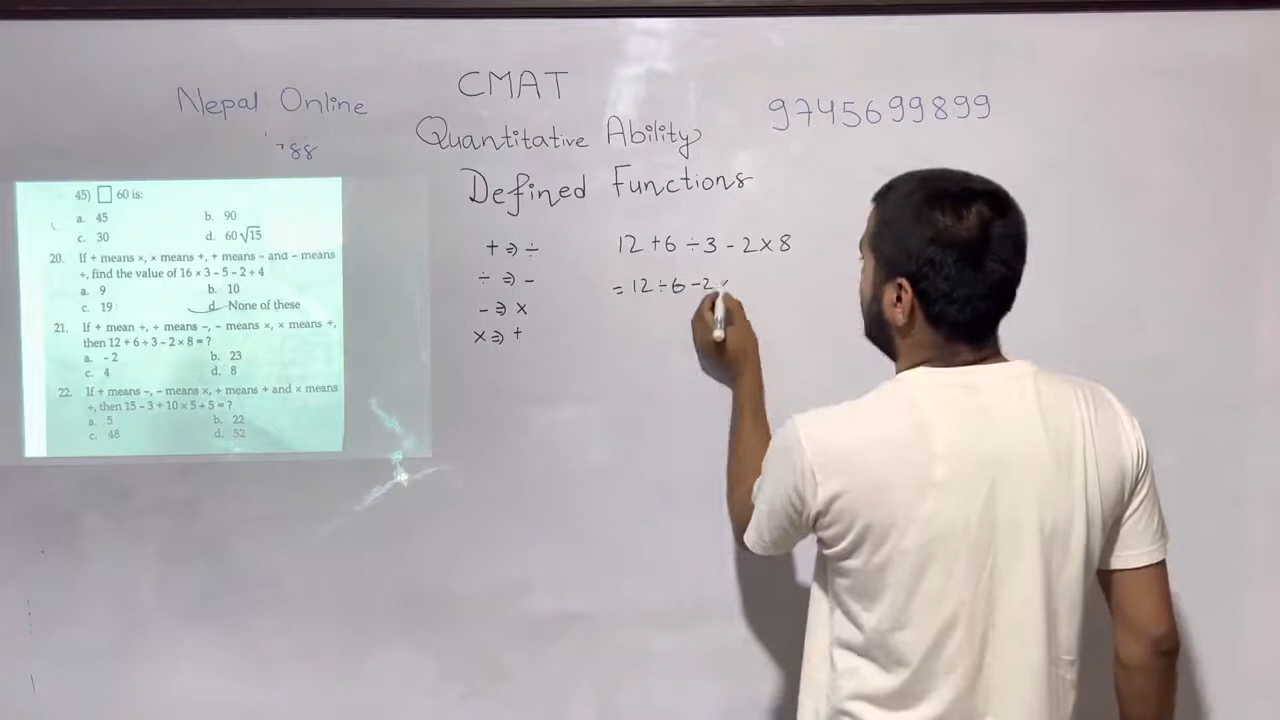 CMAT
Nepal Online
9745699899
Quantitative Ability
Defined Functions
45) □ 60 is:
a. 45 b. 90
c. 30 d. 60√15
20. If + means ×, × means +, + means – and – means
÷, find the value of 16 × 3 – 5 – 2 + 4
a. 9 b. 10
c. 19 d. None of these
21. If + mean ÷, ÷ means –, – means ×, × means +,
then 12 + 6 ÷ 3 – 2 × 8 = ?
a. – 2 b. 23
c. 4 d. 8
22. If + means –, – means ×, ÷ means + and × means
÷, then 15 – 3 + 10 × 5 ÷ 5 = ?
a. 5 b. 22
c. 48 d. 52
+ ⇒ ÷
÷ ⇒ -
- ⇒ ×
× ⇒ +
12 + 6 ÷ 3 - 2 × 8
= 12 ÷ 6 - 2